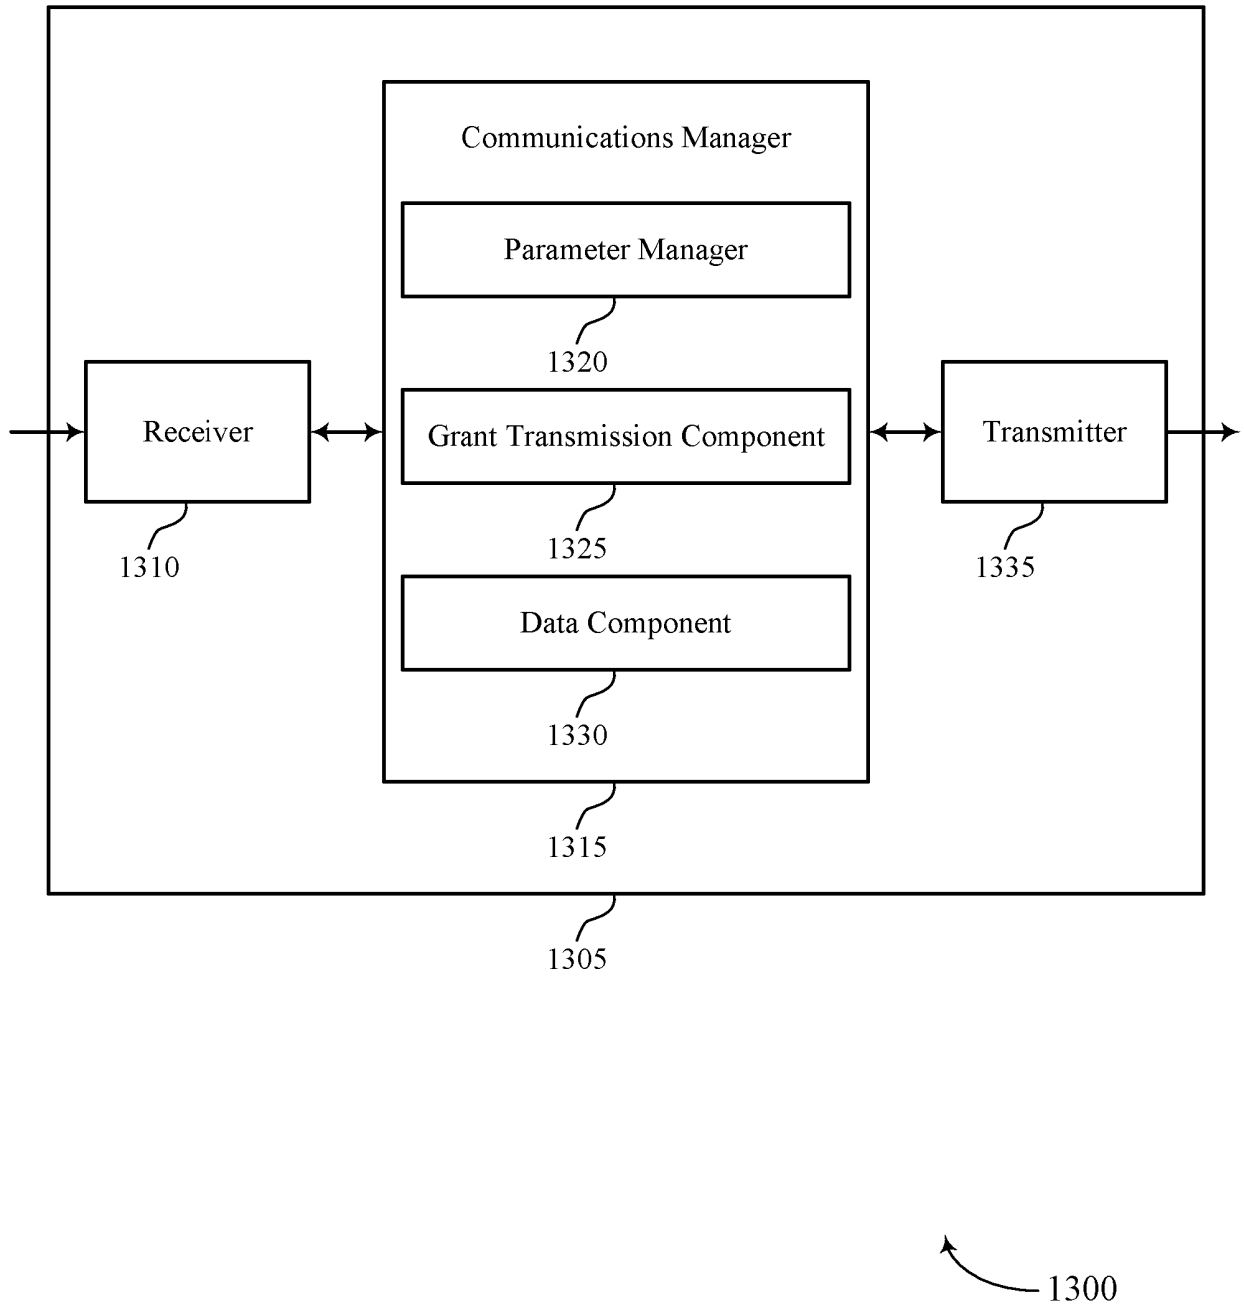 Communications Manager
Parameter Manager
1320
Receiver
1310
Grant Transmission Component
1325
Transmitter
1335
Data Component
1330
1315
1305
1300